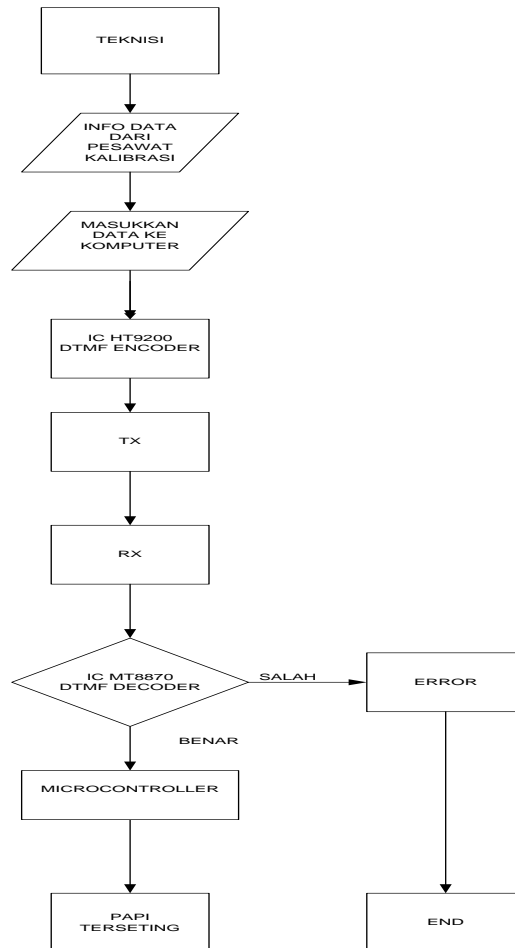 TEKNISI
INFO DATA
DARI
PESAWAT
KALIBRASI
MASUKKAN
DATA KE
KOMPUTER
IC HT9200
DTMF ENCODER
TX
RX
IC MT8870
DTMF DECODER
SALAH
ERROR
BENAR
MICROCONTROLLER
PAPI
TERSETING
END